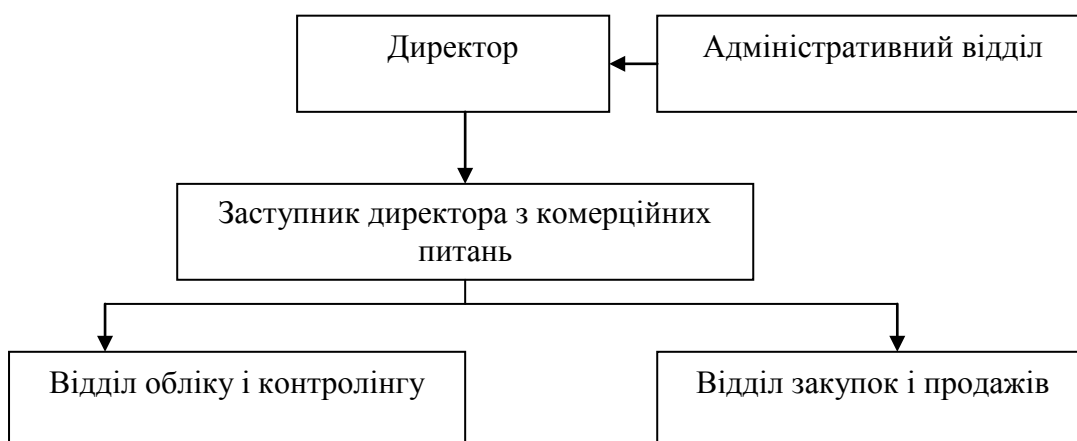 Директор
Адміністративний відділ
Заступник директора з комерційних
питань
Відділ обліку і контролінгу
Відділ закупок і продажів